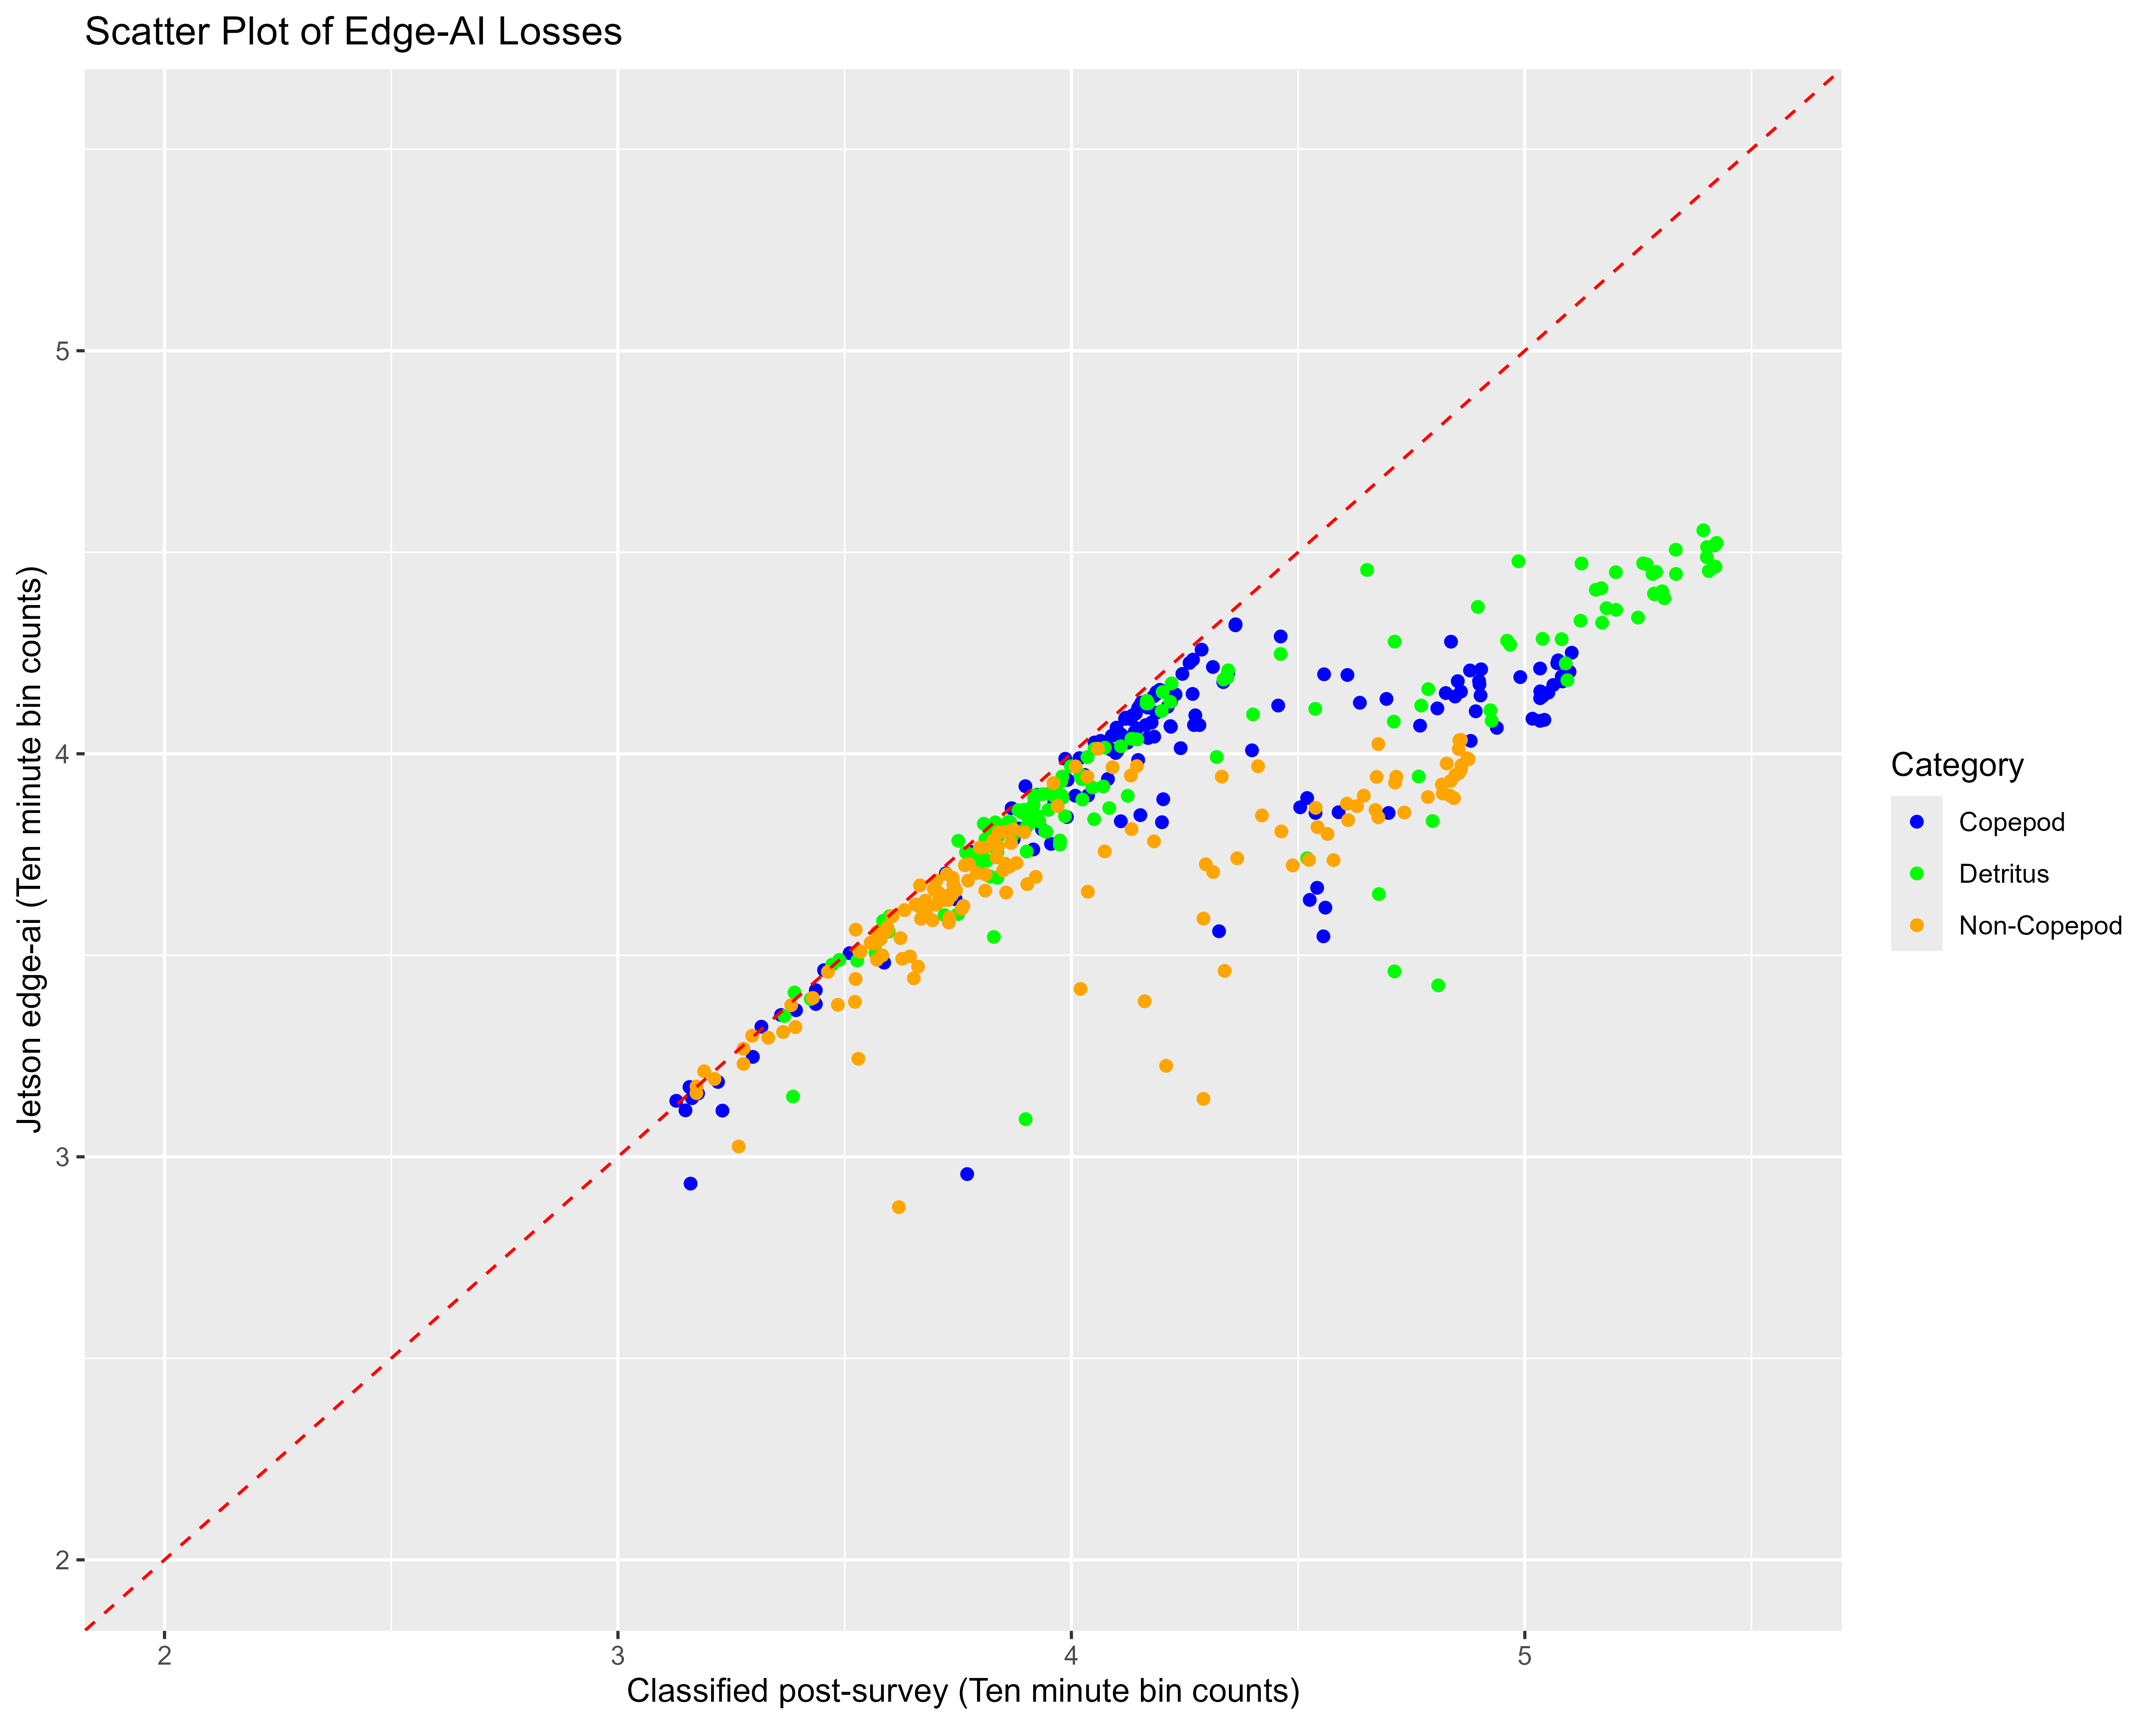 Scatter Plot of Edge-AI Losses
Jetson edge-ai (Ten minute bin counts)
5
4
3
2
2 3 4 5
Classified post-survey (Ten minute bin counts)
Category
Copepod
Detritus
Non-Copepod